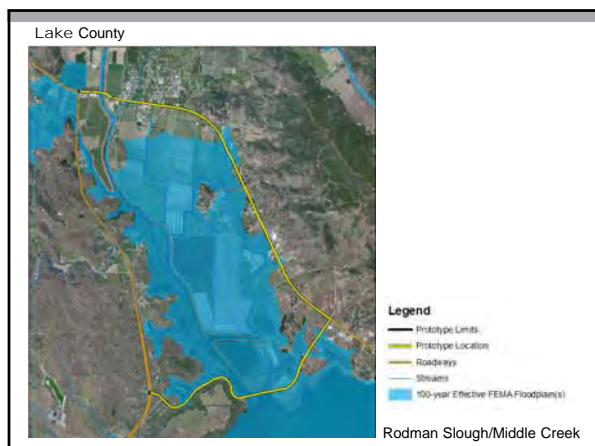 Lake County
Legend
Prototype Limits
Prototype Location
Roadways
Streams
100-year Effective FEMA Floodplain(s)
Rodman Slough/Middle Creek